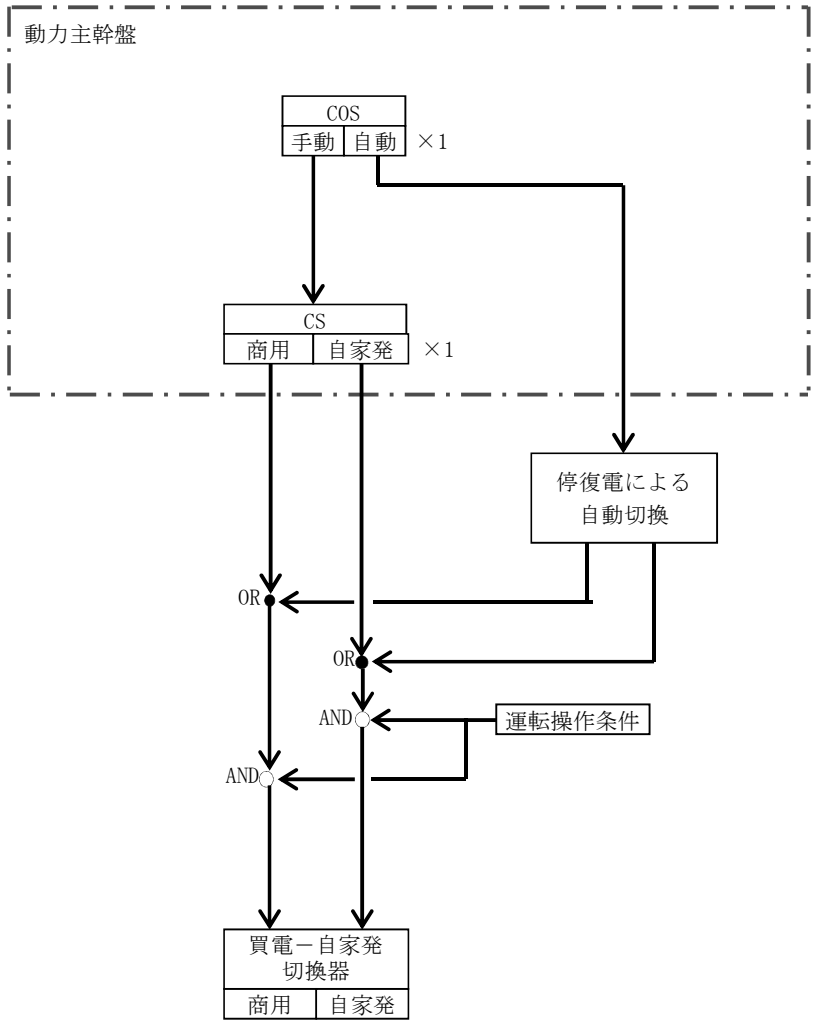 動力主幹盤
COS
手動 自動 ×1
CS
商用 自家発 ×1
停復電による
自動切換
OR
OR
AND 運転操作条件
AND
買電－自家発
切換器
商用 自家発